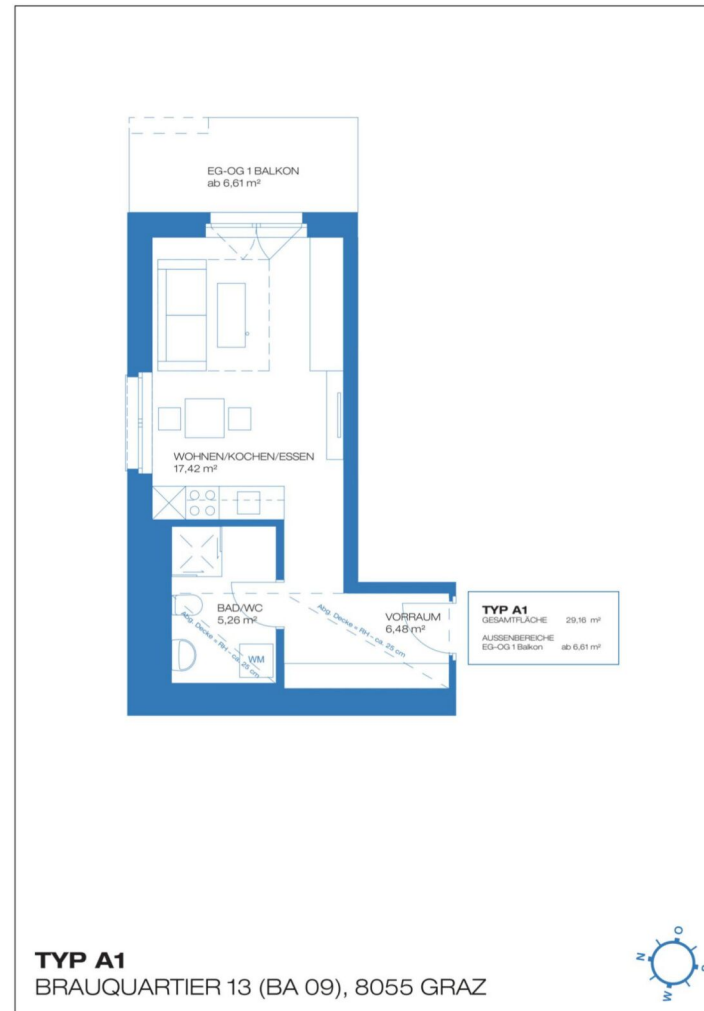 EG-OG 1 BALKON
ab 6,61 m²
WOHNEN/KOCHEN/ESSEN
17,42 m²
BAD/WC
5,26 m²
Abg. Decke = RH - ca. 25 cm
WM
VORRAUM
6,48 m²
Abg. Decke = RH - ca. 25 cm
TYP A1
GESAMTFLÄCHE 29,16 m²
AUSSENBEREICHE
EG-OG 1 Balkon ab 6,61 m²
TYP A1
BRAUQUARTIER 13 (BA 09), 8055 GRAZ
N
O
S
W